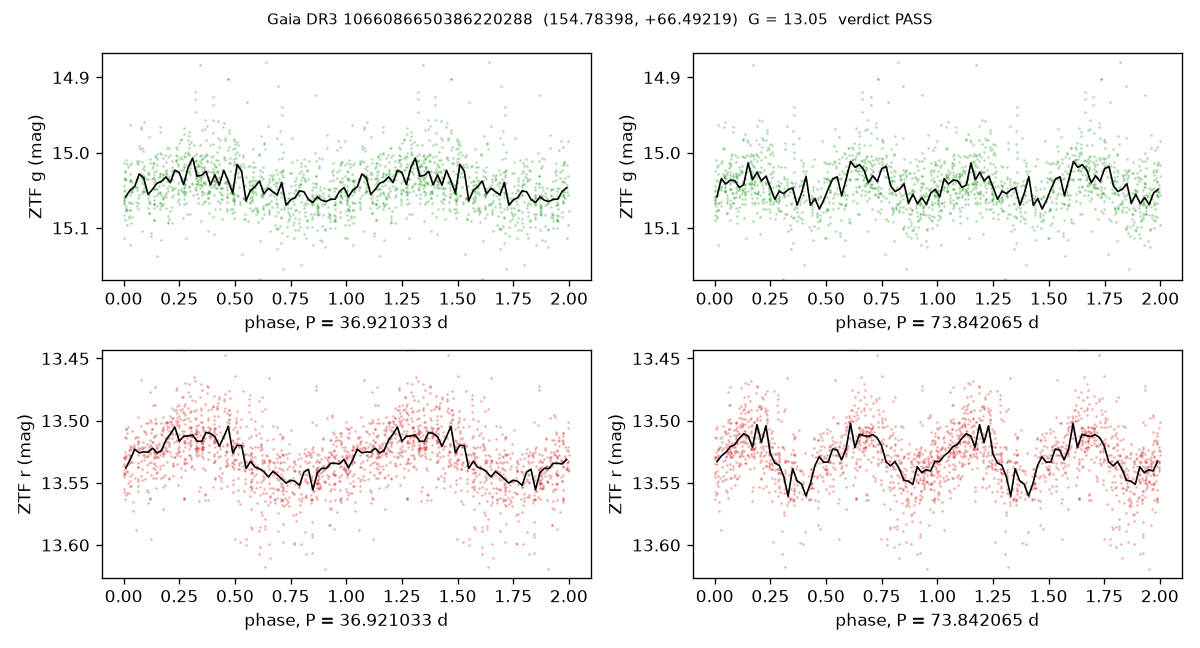 Gaia DR3 1066086650386220288 (154.78398, +66.49219) G = 13.05 verdict PASS
ZTF g (mag)
14.9
15.0
15.1
0.00 0.25 0.50 0.75 1.00 1.25 1.50 1.75 2.00
phase, P = 36.921033 d
ZTF g (mag)
14.9
15.0
15.1
0.00 0.25 0.50 0.75 1.00 1.25 1.50 1.75 2.00
phase, P = 73.842065 d
ZTF r (mag)
13.45
13.50
13.55
13.60
0.00 0.25 0.50 0.75 1.00 1.25 1.50 1.75 2.00
phase, P = 36.921033 d
ZTF r (mag)
13.45
13.50
13.55
13.60
0.00 0.25 0.50 0.75 1.00 1.25 1.50 1.75 2.00
phase, P = 73.842065 d